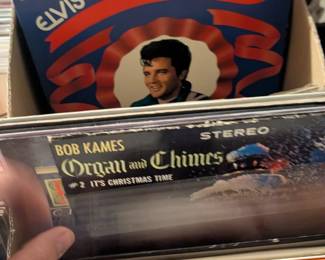 ELVIS
STEREO
BOB KAMES
Organ and Chimes
#2 IT'S CHRISTMAS TIME